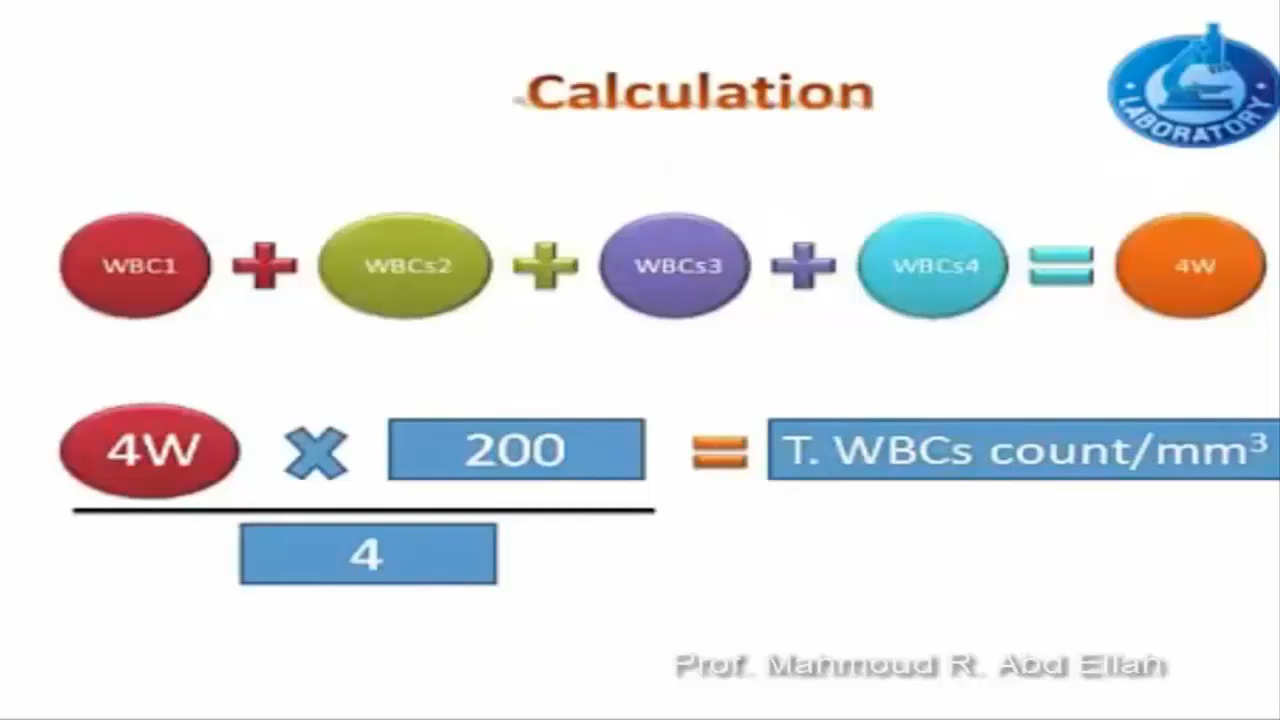 Calculation
LABORATORY
WBC1 + WBCs2 + WBCs3 + WBCs4 = 4W
4W × 200 = T. WBCs count/mm³
4
Prof. Mahmoud R. Abd Ellah